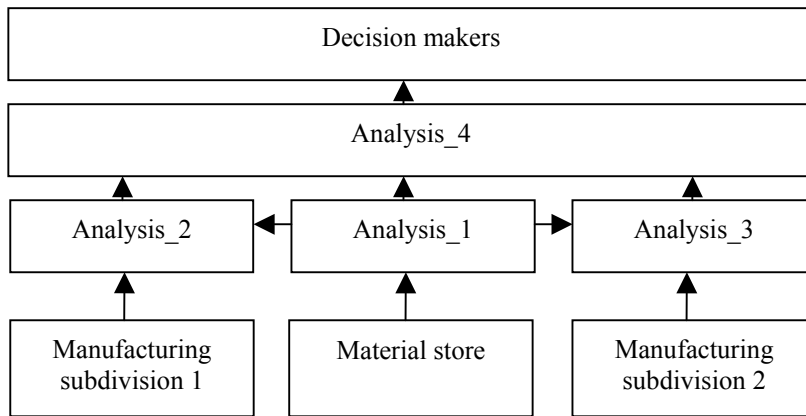 Decision makers
Analysis_4
Analysis_2
Analysis_1
Analysis_3
Manufacturing
subdivision 1
Material store
Manufacturing
subdivision 2